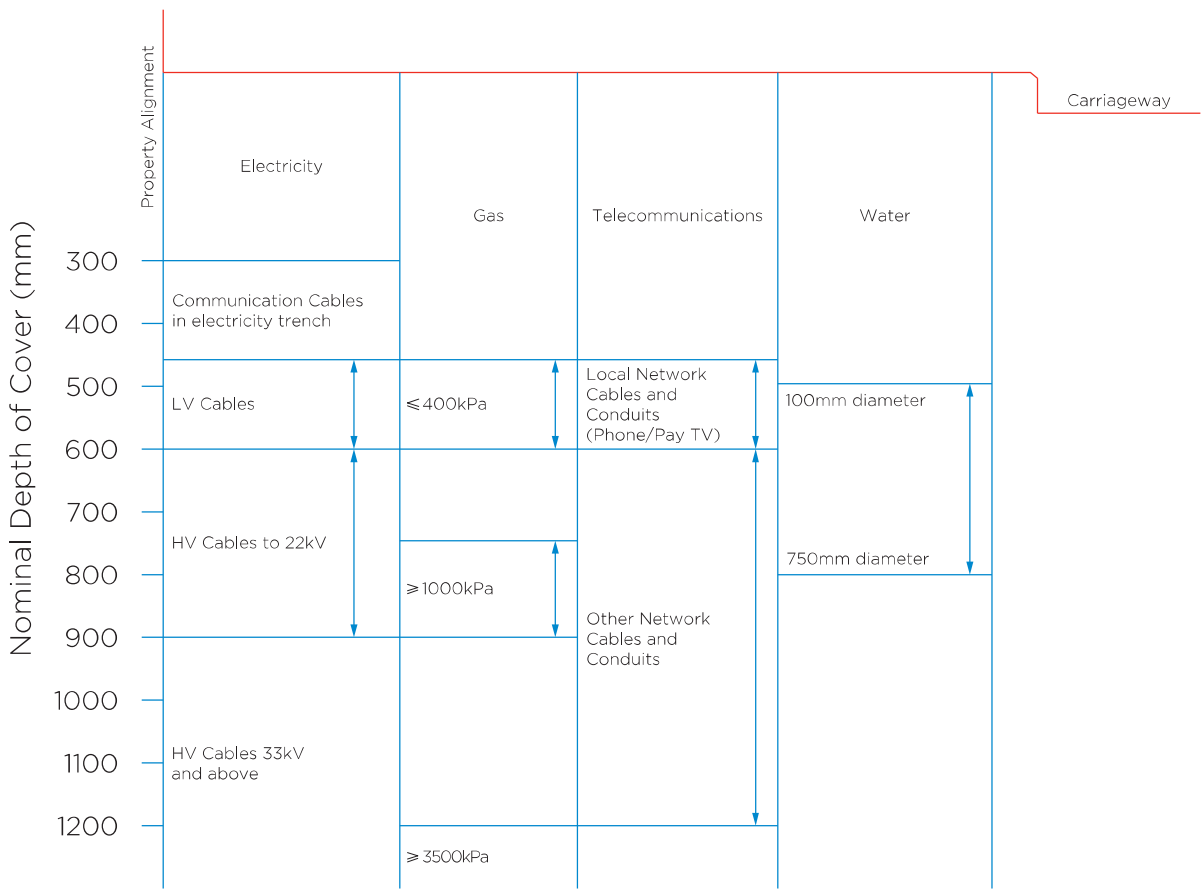 Property Alignment
Carriageway
Electricity
Gas
Telecommunications
Water
Nominal Depth of Cover (mm)
300
400
500
600
700
800
900
1000
1100
1200
Communication Cables
in electricity trench
LV Cables
HV Cables to 22kV
HV Cables 33kV
and above
⩽ 400kPa
⩾ 1000kPa
⩾ 3500kPa
Local Network
Cables and
Conduits
(Phone/Pay TV)
Other Network
Cables and
Conduits
100mm diameter
750mm diameter